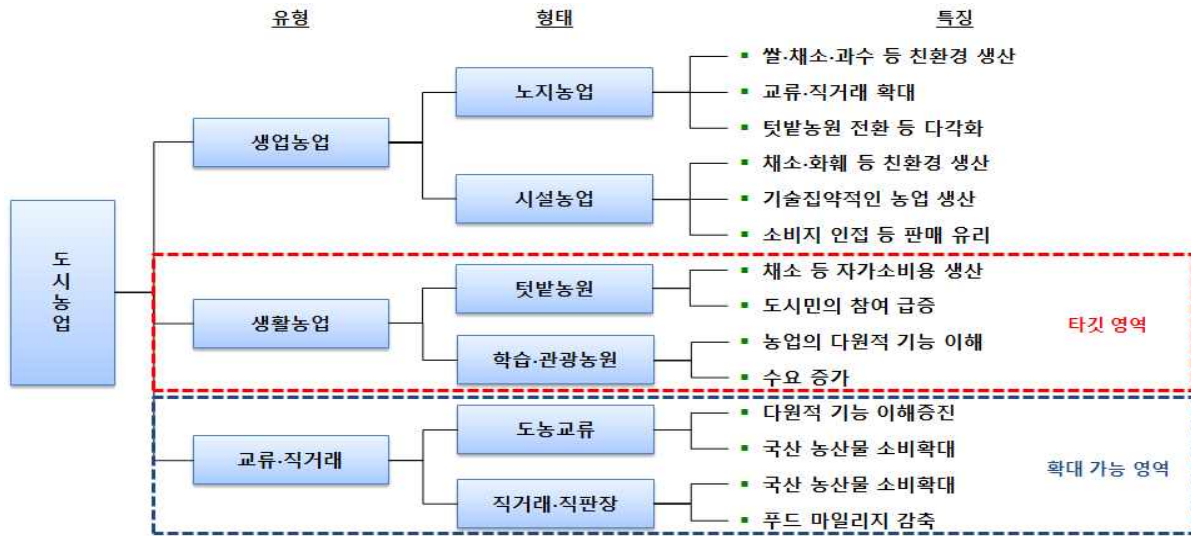 유형 형태 특징
도시농업
생업농업
노지농업
쌀·채소·과수 등 친환경 생산
교류·직거래 확대
텃밭농원 전환 등 다각화
시설농업
채소·화훼 등 친환경 생산
기술집약적인 농업 생산
소비지 인접 등 판매 유리
생활농업
텃밭농원
채소 등 자가소비용 생산
도시민의 참여 급증
학습·관광농원
농업의 다원적 기능 이해
수요 증가
타깃 영역
교류·직거래
도농교류
다원적 기능 이해증진
국산 농산물 소비확대
직거래·직판장
국산 농산물 소비확대
푸드 마일리지 감축
확대 가능 영역